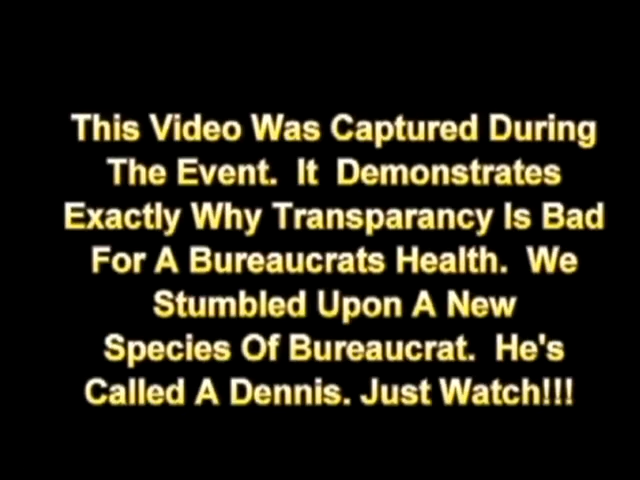 This Video Was Captured During
The Event.  It  Demonstrates
Exactly Why Transparancy Is Bad
For A Bureaucrats Health.  We
Stumbled Upon A New
Species Of Bureaucrat.  He's
Called A Dennis. Just Watch!!!